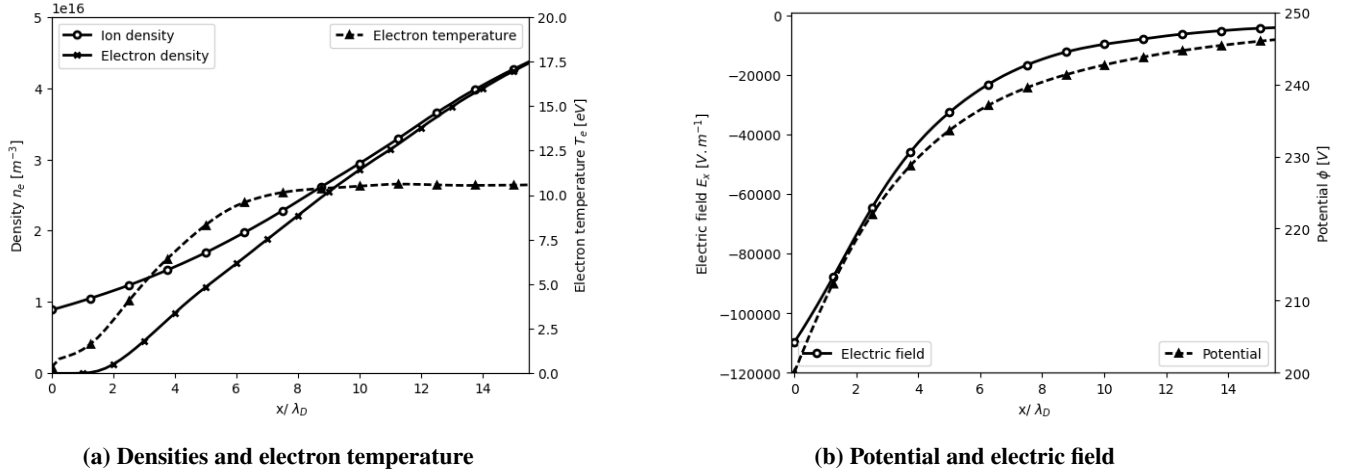 1e16
Ion density
Electron density
Electron temperature
Density n_e [m^{-3}]
5
4
3
2
1
0
20.0
17.5
15.0
12.5
10.0
7.5
5.0
2.5
0.0
Electron temperature T_e [eV]
0 2 4 6 8 10 12 14
x/ λ_D
(a) Densities and electron temperature
Electric field E_x [V.m^{-1}]
0
−20000
−40000
−60000
−80000
−100000
−120000
250
240
230
220
210
200
Potential ϕ [V]
Electric field
Potential
0 2 4 6 8 10 12 14
x/ λ_D
(b) Potential and electric field